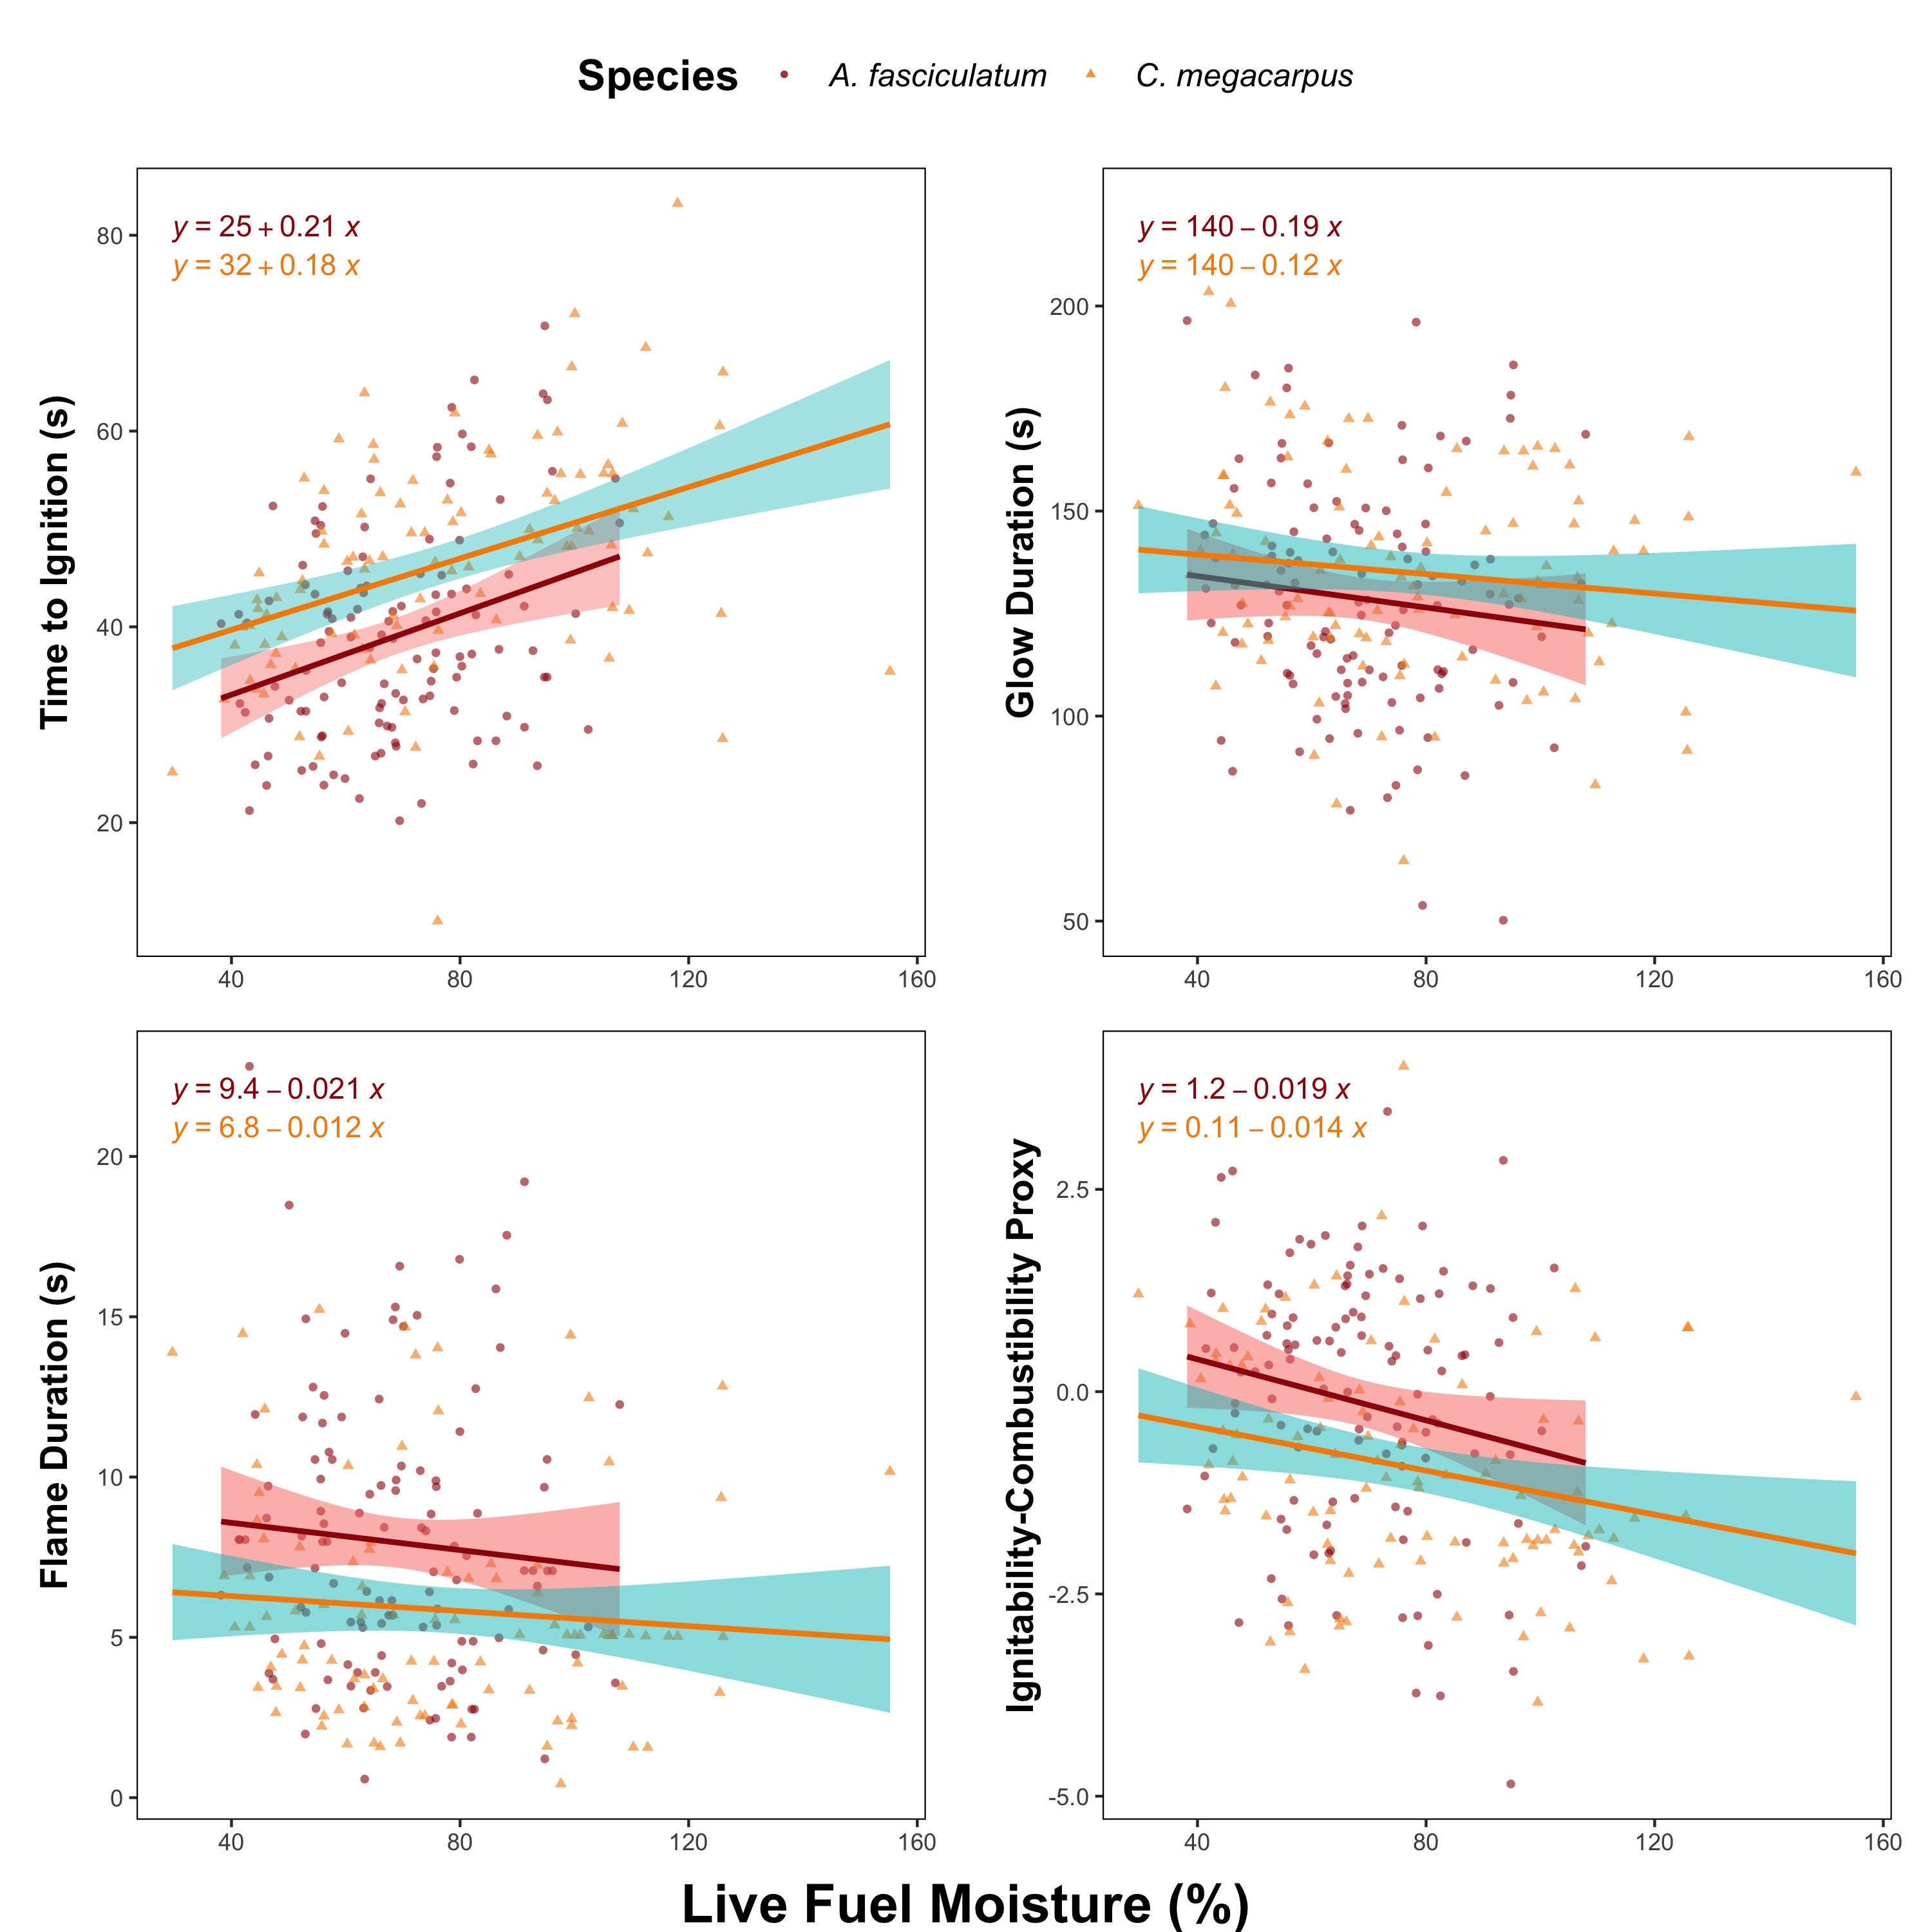 Species A. fasciculatum C. megacarpus
y = 25 + 0.21 x
y = 32 + 0.18 x
Time to Ignition (s)
80
60
40
20
40 80 120 160
y = 140 – 0.19 x
y = 140 – 0.12 x
Glow Duration (s)
200
150
100
50
40 80 120 160
y = 9.4 – 0.021 x
y = 6.8 – 0.012 x
Flame Duration (s)
20
15
10
5
0
40 80 120 160
y = 1.2 – 0.019 x
y = 0.11 – 0.014 x
Ignitability-Combustibility Proxy
2.5
0.0
-2.5
-5.0
40 80 120 160
Live Fuel Moisture (%)